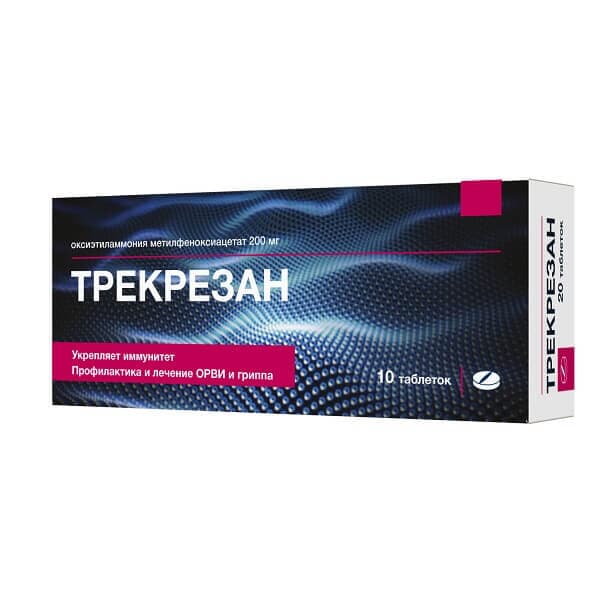 оксиэтиламмония метилфеноксиацетат 200 мг
ТРЕКРЕЗАН
Укрепляет иммунитет
Профилактика и лечение ОРВИ и гриппа
10 таблеток
ТРЕКРЕЗАН
20 таблеток